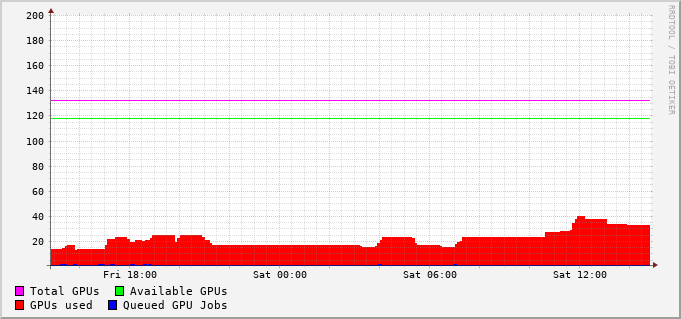 RRDTOOL / TOBI OETIKER
200
180
160
140
120
100
80
60
40
20
Fri 18:00 Sat 00:00 Sat 06:00 Sat 12:00
Total GPUs Available GPUs
GPUs used Queued GPU Jobs